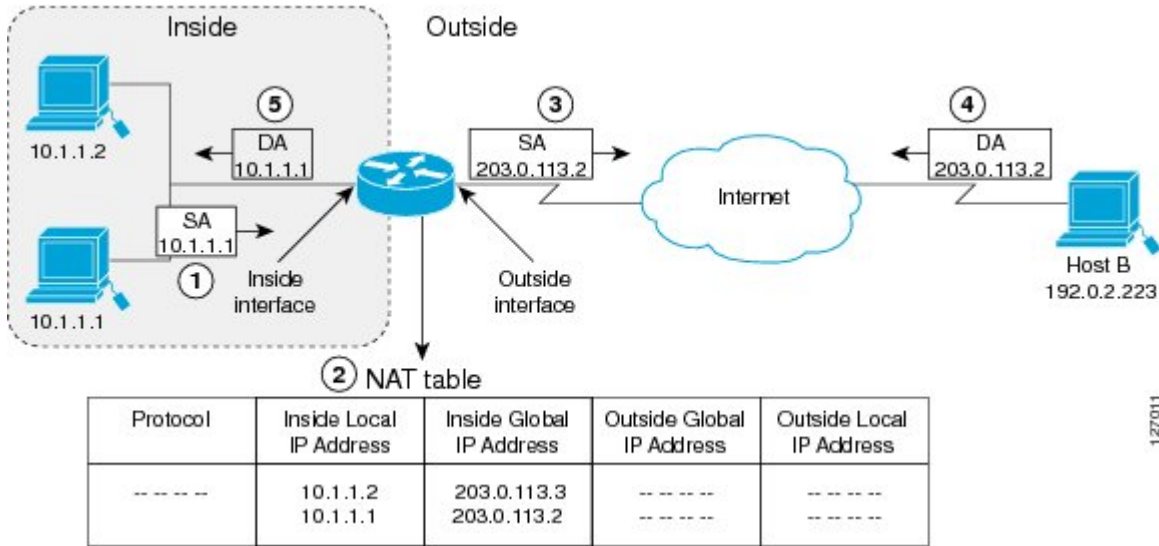 Inside
Outside
10.1.1.2
10.1.1.1
5
DA
10.1.1.1
SA
10.1.1.1
1
Inside
interface
3
SA
203.0.113.2
Outside
interface
Internet
4
DA
203.0.113.2
Host B
192.0.2.223
2 NAT table
Protocol Inside Local IP Address Inside Global IP Address Outside Global IP Address Outside Local IP Address
-- -- -- -- 10.1.1.2 203.0.113.3 -- -- -- -- -- -- -- --
10.1.1.1 203.0.113.2 -- -- -- -- -- -- -- --
127011